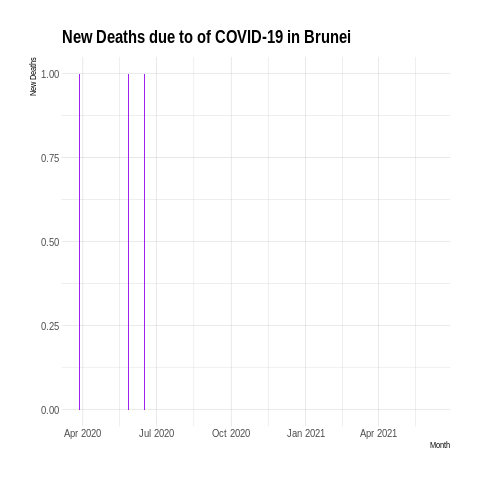 New Deaths due to of COVID-19 in Brunei
New Deaths
1.00
0.75
0.50
0.25
0.00
Apr 2020 Jul 2020 Oct 2020 Jan 2021 Apr 2021
Month